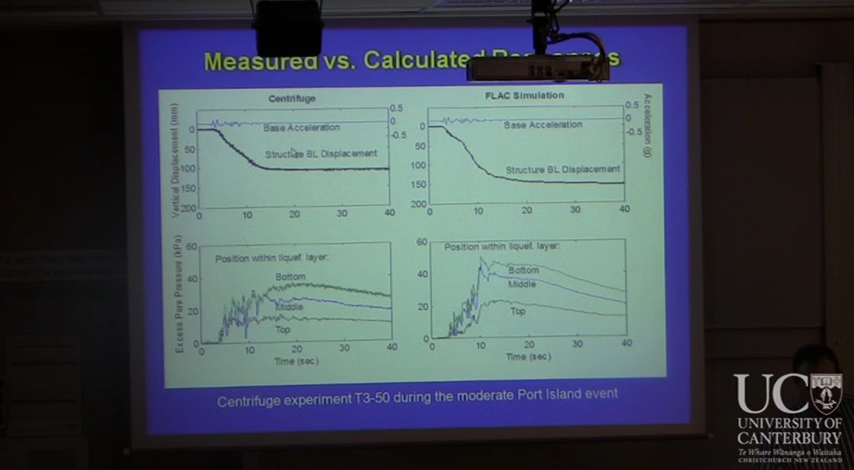 Measured vs. Calculated Responses
Centrifuge
Vertical Displacement (mm)
0
50
100
150
200
0.5
0
-0.5
Base Acceleration
Structure BL Displacement
0 10 20 30 40
FLAC Simulation
0
50
100
150
200
0.5
0
-0.5
Acceleration (g)
Base Acceleration
Structure BL Displacement
0 10 20 30 40
Excess Pore Pressure (kPa)
60
40
20
0
Position within liquef. layer:
Bottom
Middle
Top
0 10 20 30 40
Time (sec)
60
40
20
0
Position within liquef. layer:
Bottom
Middle
Top
0 10 20 30 40
Time (sec)
Centrifuge experiment T3-50 during the moderate Port Island event
UC
UNIVERSITY OF
CANTERBURY
Te Whare Wānanga o Waitaha
CHRISTCHURCH NEW ZEALAND